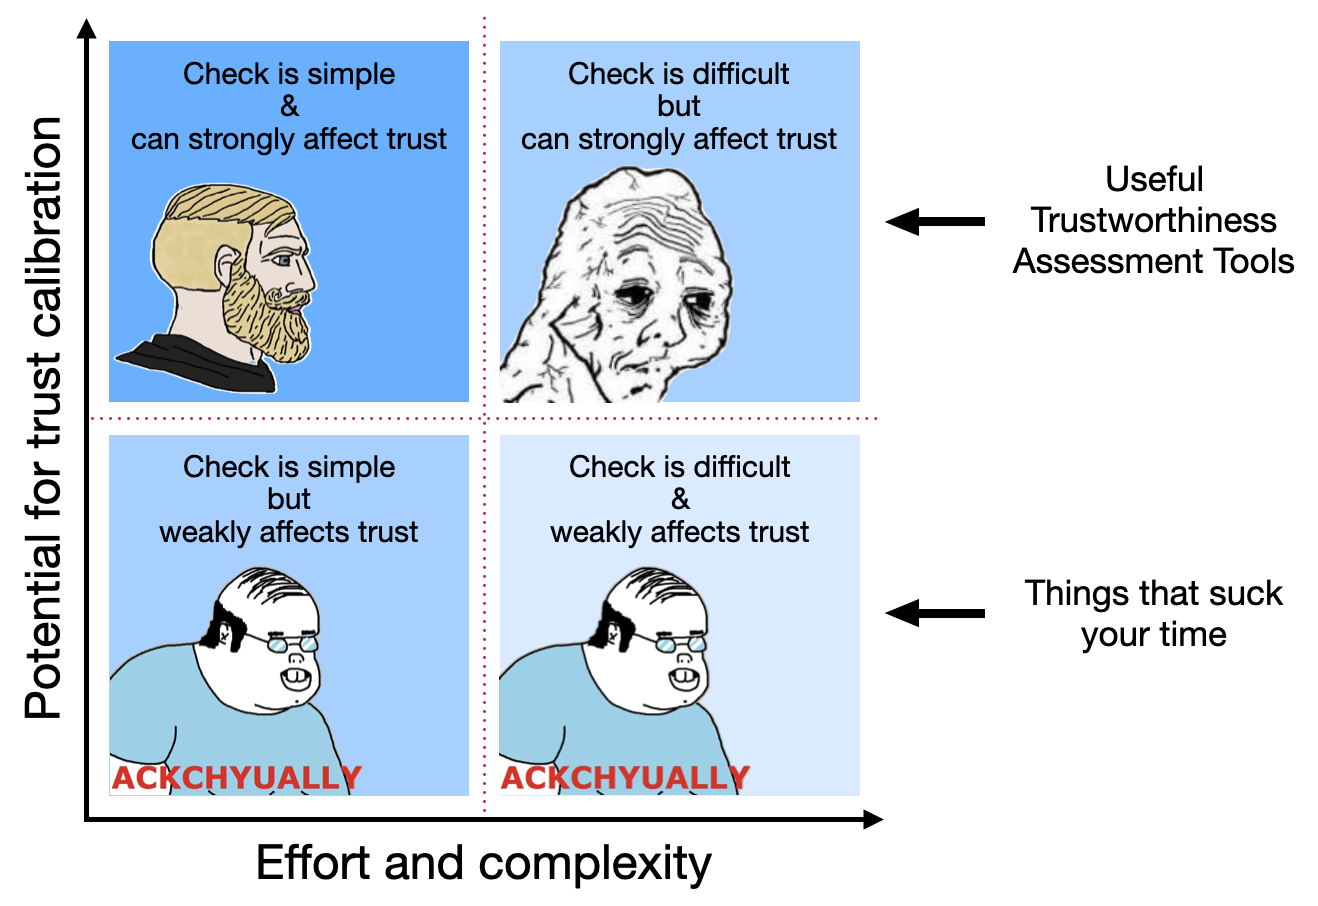 Potential for trust calibration
Check is simple
&
can strongly affect trust
Check is difficult
but
can strongly affect trust
Useful
Trustworthiness
Assessment Tools
Check is simple
but
weakly affects trust
ACKCHYUALLY
Check is difficult
&
weakly affects trust
ACKCHYUALLY
Things that suck
your time
Effort and complexity